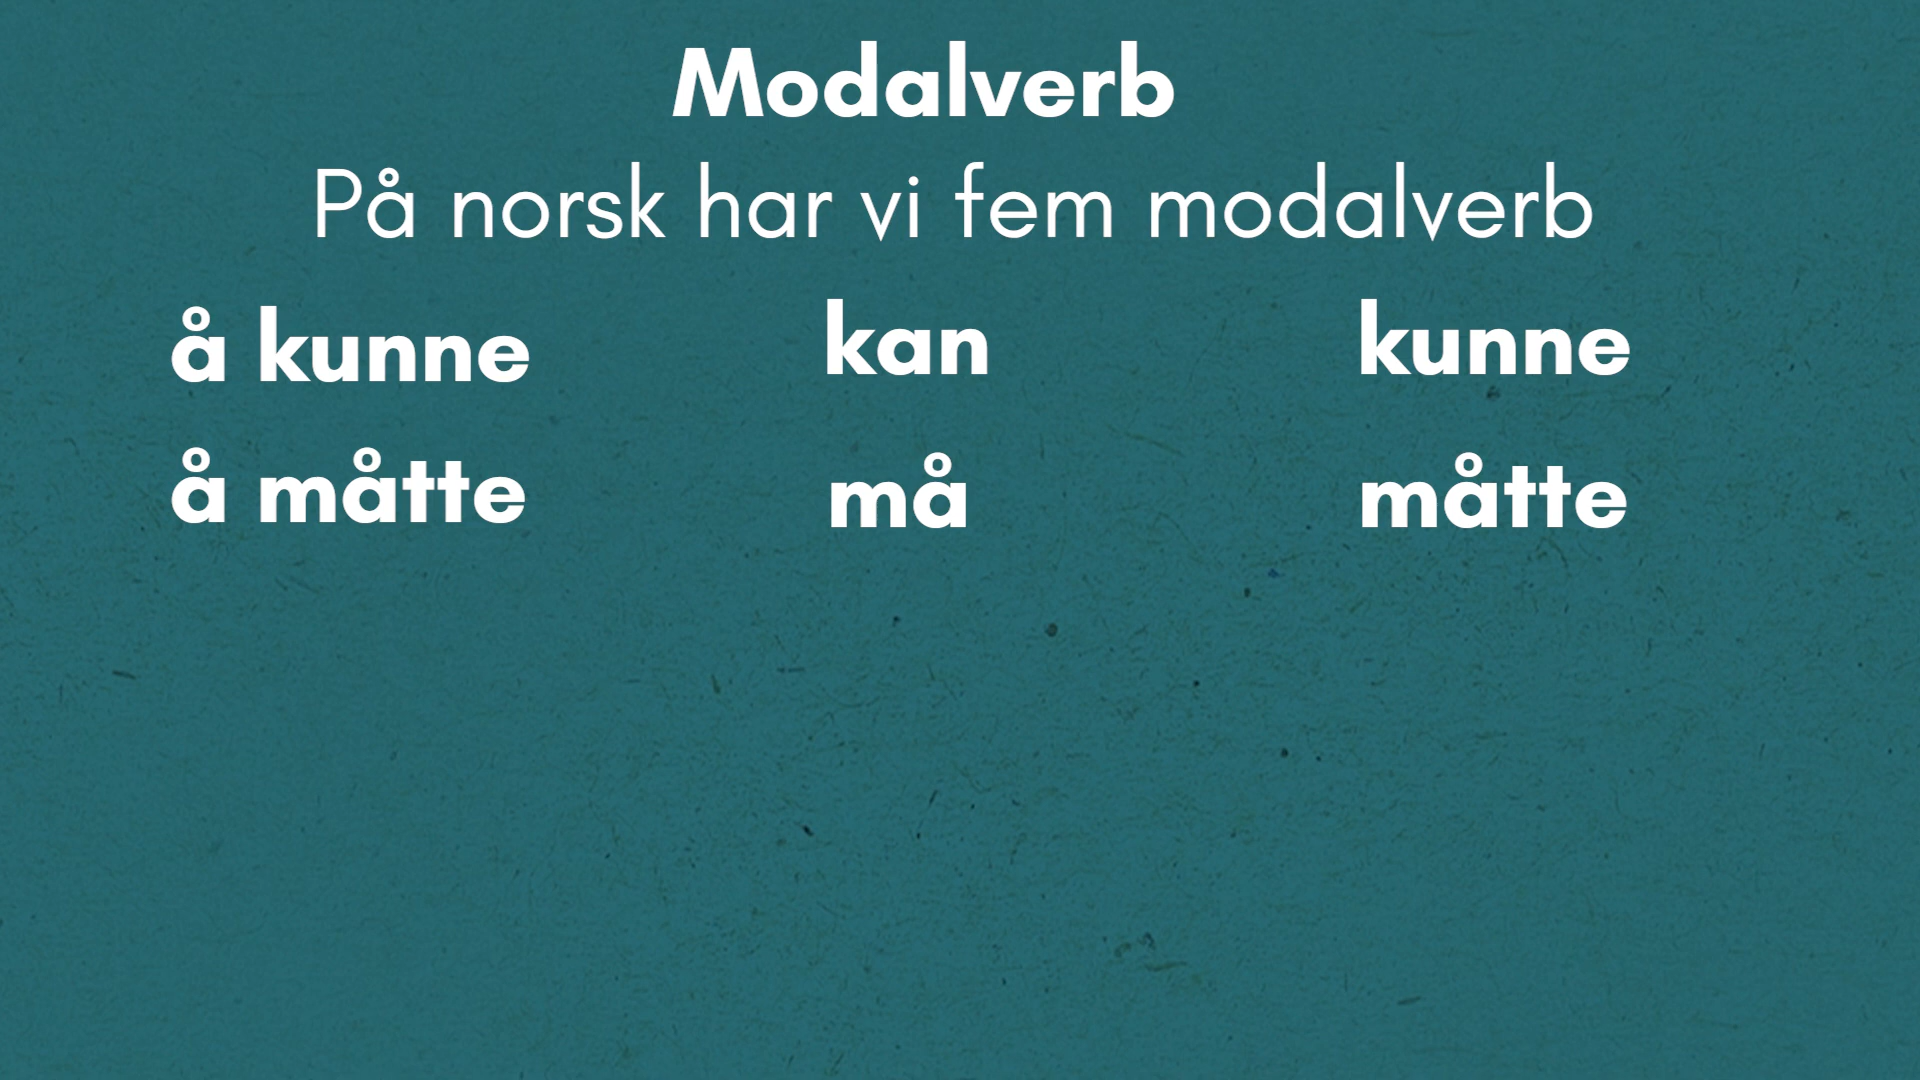 Modalverb
På norsk har vi fem modalverb
å kunne kan kunne
å måtte må måtte